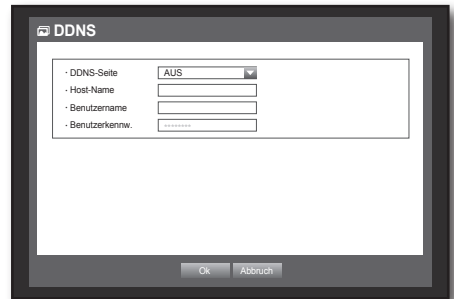 DDNS
· DDNS-Seite AUS
· Host-Name
· Benutzername
· Benutzerkennw. --------
Ok Abbruch